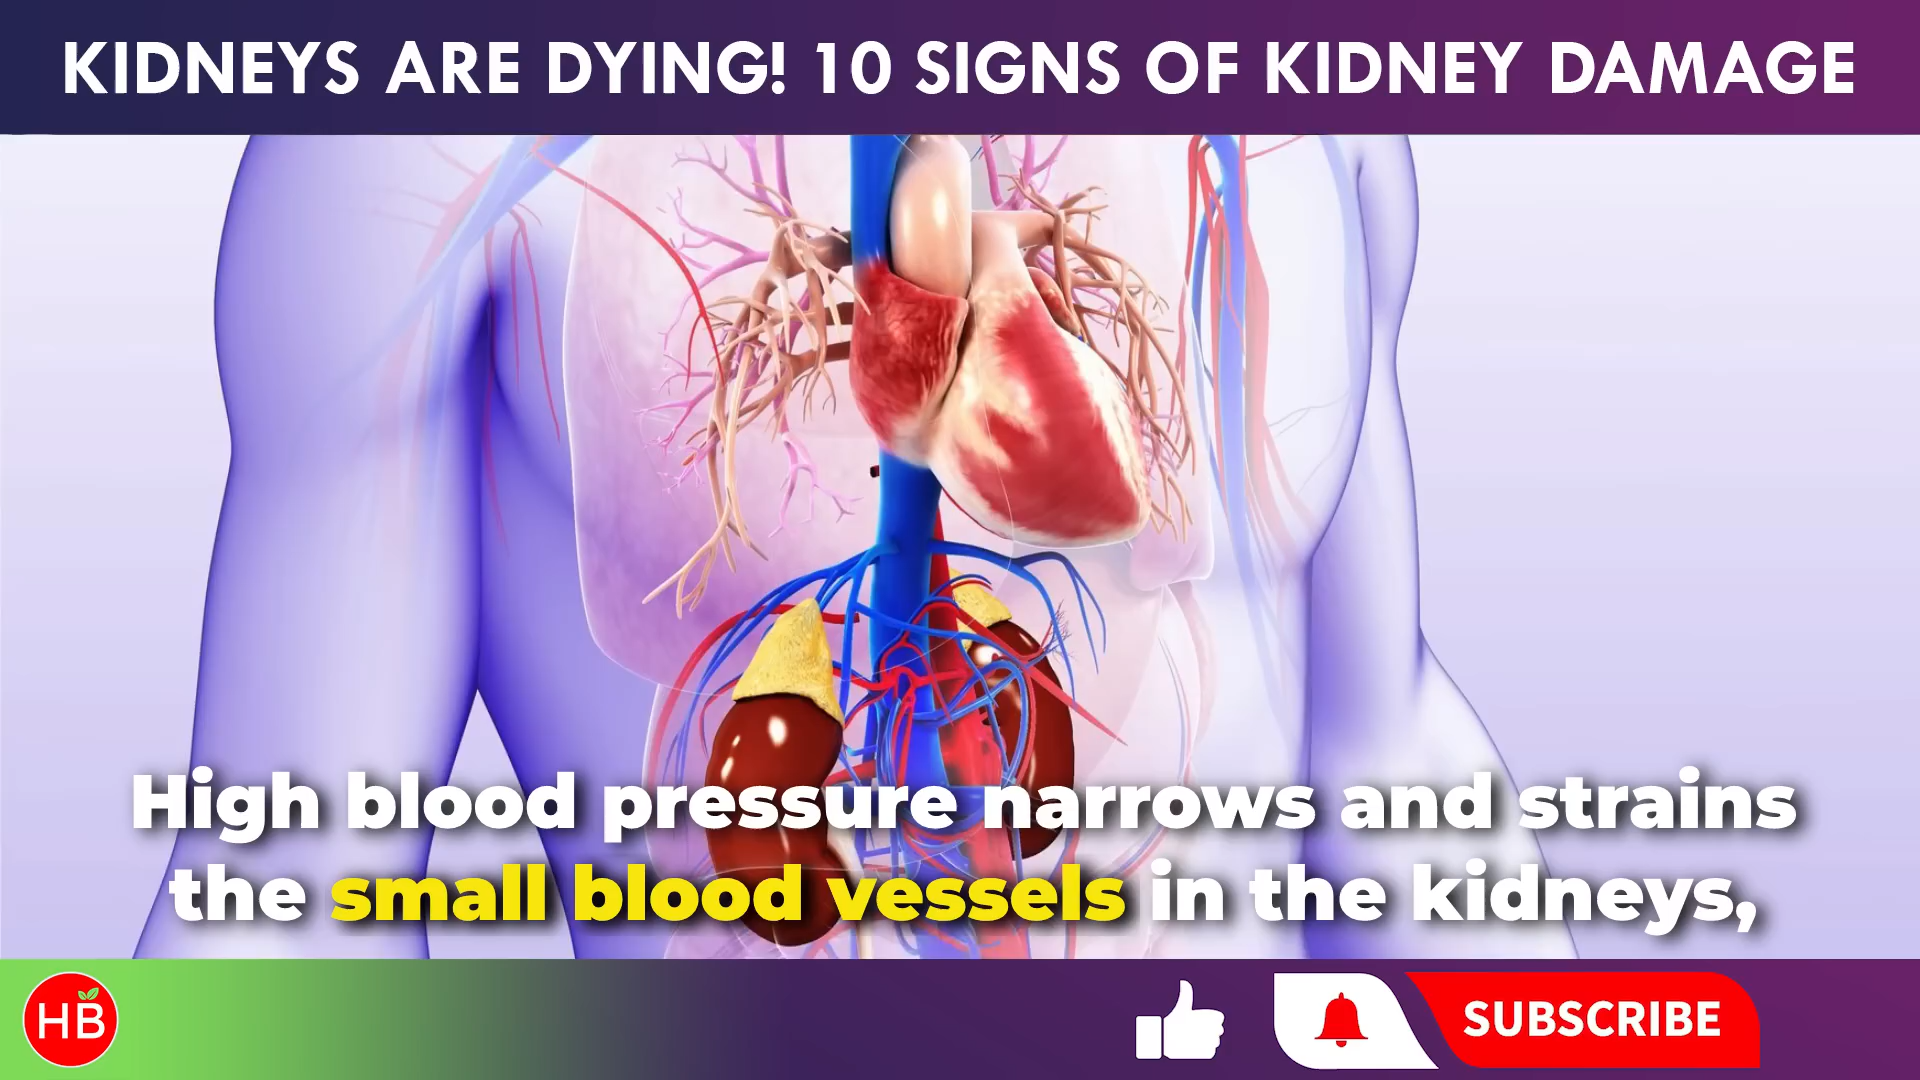 KIDNEYS ARE DYING! 10 SIGNS OF KIDNEY DAMAGE
High blood pressure narrows and strains
the small blood vessels in the kidneys,
HB
SUBSCRIBE